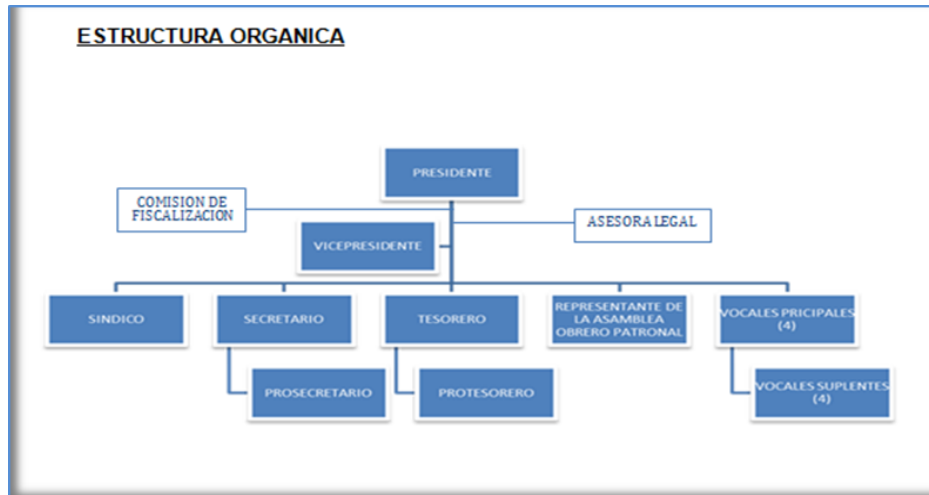 ESTRUCTURA ORGANICA
PRESIDENTE
COMISION DE
FISCALIZACION
ASESORA LEGAL
VICEPRESIDENTE
SINDICO
SECRETARIO
TESORERO
REPRESENTANTE DE
LA ASAMBLEA
OBRERO PATRONAL
VOCALES PRICIPALES
(4)
PROSECRETARIO
PROTESORERO
VOCALES SUPLENTES
(4)